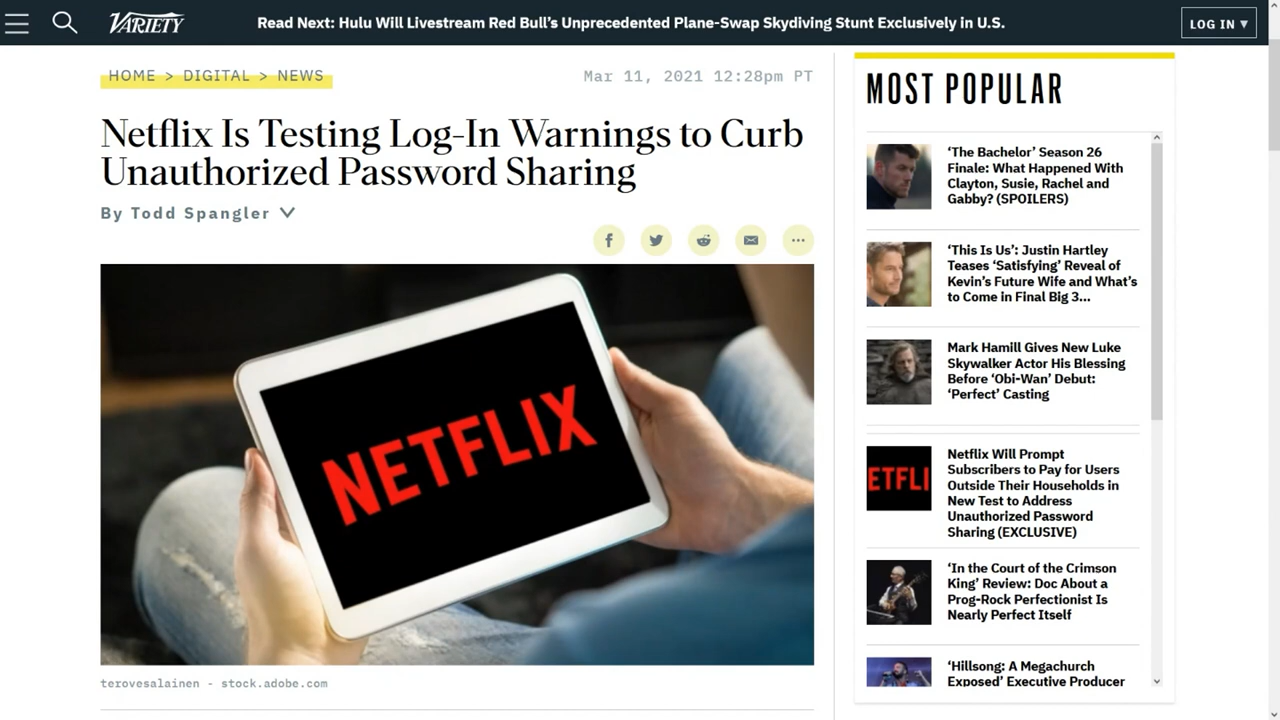 VARIETY
Read Next: Hulu Will Livestream Red Bull’s Unprecedented Plane-Swap Skydiving Stunt Exclusively in U.S.
LOG IN ▾
HOME > DIGITAL > NEWS
Mar 11, 2021 12:28pm PT
Netflix Is Testing Log-In Warnings to Curb
Unauthorized Password Sharing
By Todd Spangler
NETFLIX
terovesalainen - stock.adobe.com
MOST POPULAR
‘The Bachelor’ Season 26
Finale: What Happened With
Clayton, Susie, Rachel and
Gabby? (SPOILERS)
‘This Is Us’: Justin Hartley
Teases ‘Satisfying’ Reveal of
Kevin’s Future Wife and What’s
to Come in Final Big 3...
Mark Hamill Gives New Luke
Skywalker Actor His Blessing
Before ‘Obi-Wan’ Debut:
‘Perfect’ Casting
ETFLI
Netflix Will Prompt
Subscribers to Pay for Users
Outside Their Households in
New Test to Address
Unauthorized Password
Sharing (EXCLUSIVE)
‘In the Court of the Crimson
King’ Review: Doc About a
Prog-Rock Perfectionist Is
Nearly Perfect Itself
‘Hillsong: A Megachurch
Exposed’ Executive Producer